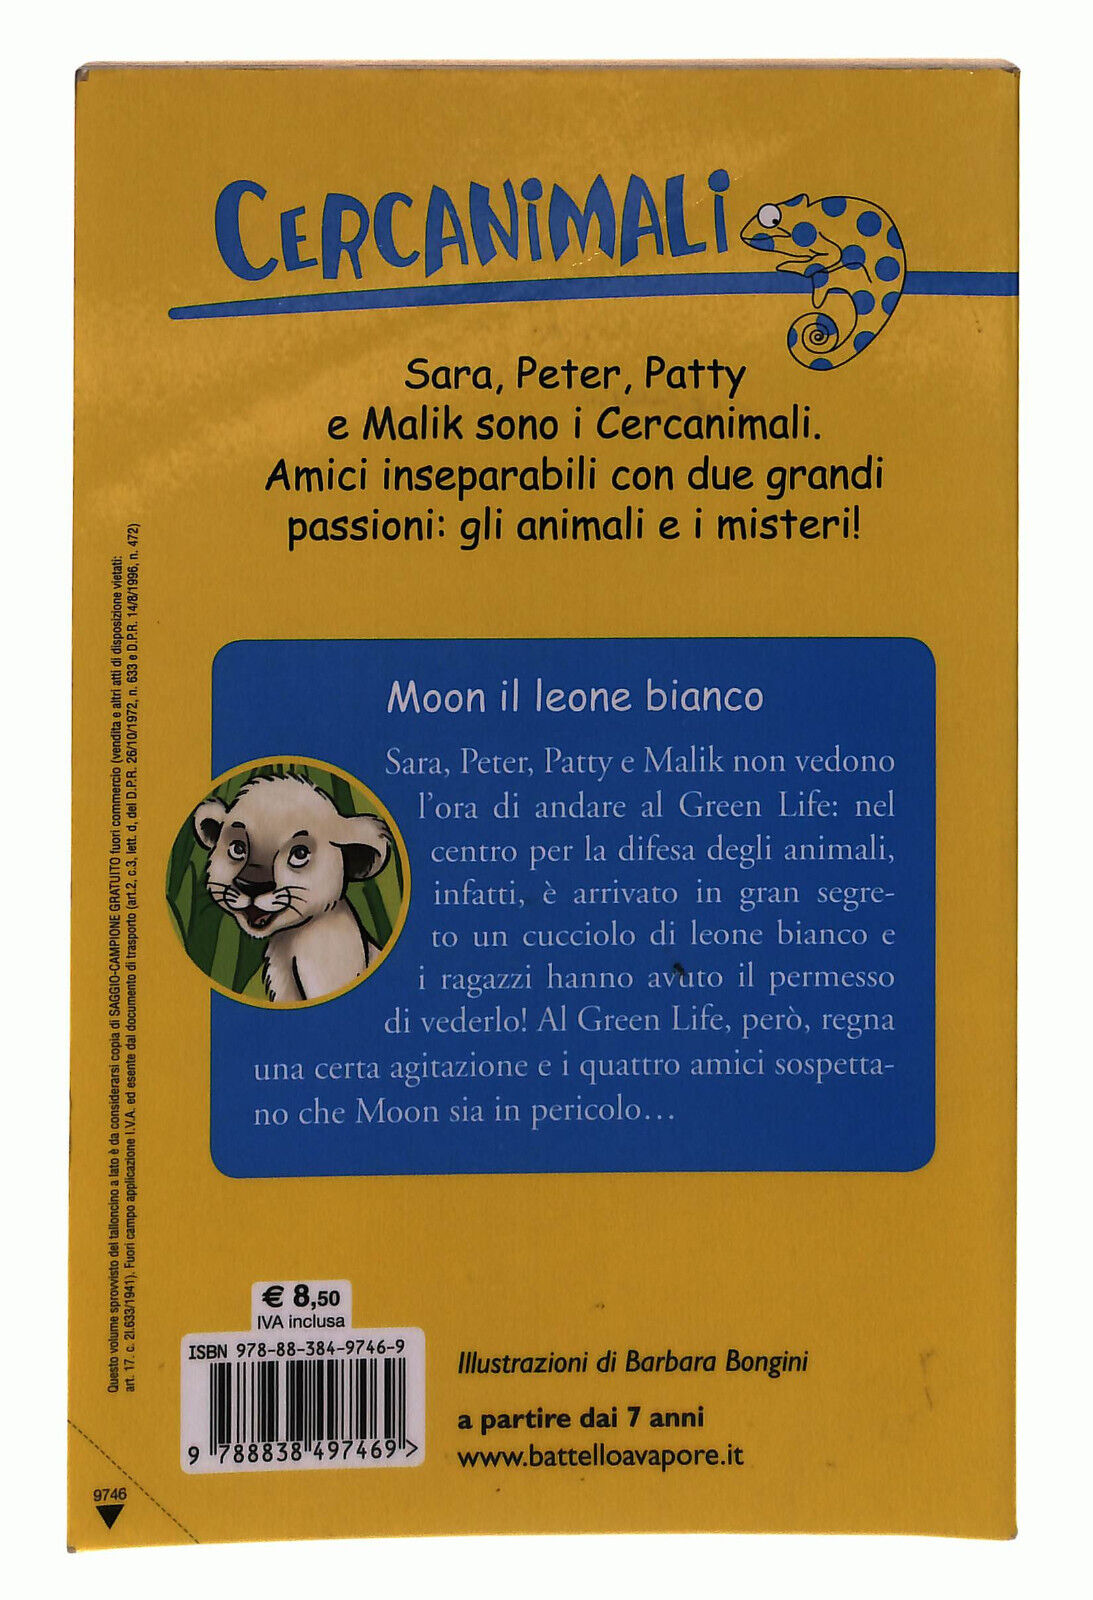 CERCANiMALi
Sara, Peter, Patty
e Malik sono i Cercanimali.
Amici inseparabili con due grandi
passioni: gli animali e i misteri!
Moon il leone bianco
Sara, Peter, Patty e Malik non vedono
l’ora di andare al Green Life: nel
centro per la difesa degli animali,
infatti, è arrivato in gran segre-
to un cucciolo di leone bianco e
i ragazzi hanno avuto il permesso
di vederlo! Al Green Life, però, regna
una certa agitazione e i quattro amici sospetta-
no che Moon sia in pericolo…
Questo volume sprovvisto del talloncino a lato è da considerarsi copia di SAGGIO-CAMPIONE GRATUITO fuori commercio (vendita e altri atti di disposizione vietati:
art. 17. c. 2l.633/1941). Fuori campo applicazione I.V.A. ed esente dal documento di trasporto (art.2, c.3, lett. d, del D.P.R. 26/10/1972, n. 633 e D.P.R. 14/8/1996, n. 472)
€ 8,50
IVA inclusa
ISBN 978-88-384-9746-9
9 788838 497469 >
Illustrazioni di Barbara Bongini
a partire dai 7 anni
www.battelloavapore.it
9746